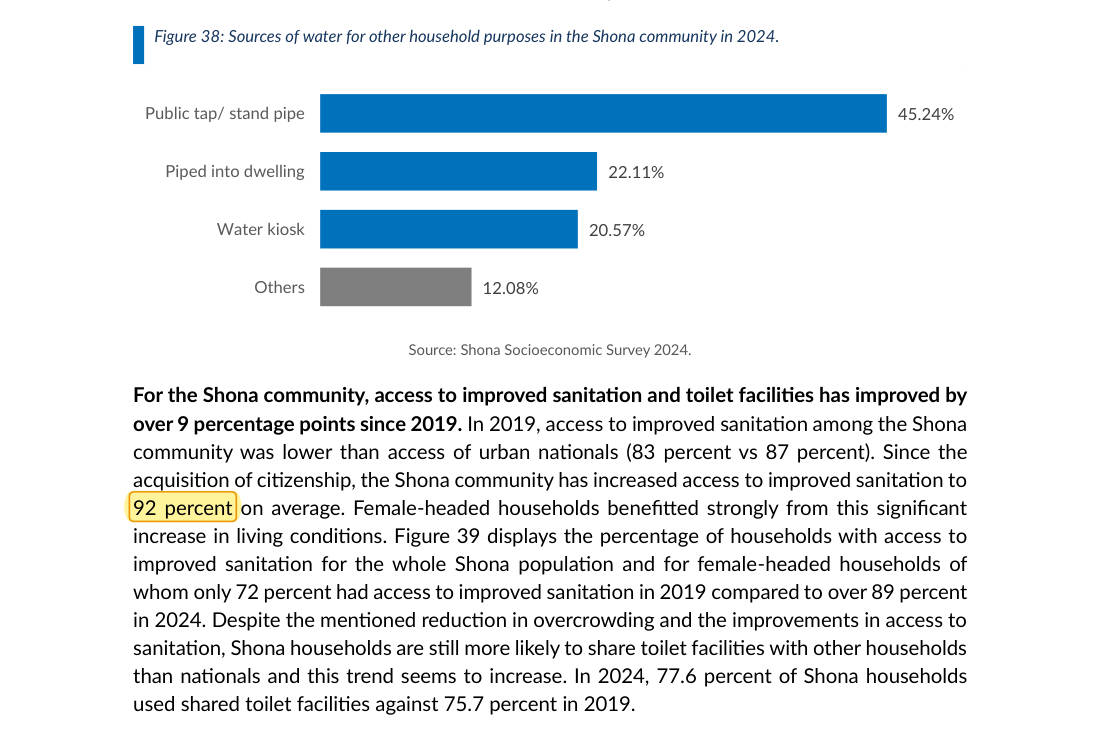 Figure 38: Sources of water for other household purposes in the Shona community in 2024.
Public tap/ stand pipe
45.24%
Piped into dwelling
22.11%
Water kiosk
20.57%
Others
12.08%
Source: Shona Socioeconomic Survey 2024.
For the Shona community, access to improved sanitation and toilet facilities has improved by
over 9 percentage points since 2019. In 2019, access to improved sanitation among the Shona
community was lower than access of urban nationals (83 percent vs 87 percent). Since the
acquisition of citizenship, the Shona community has increased access to improved sanitation to
92 percent on average. Female-headed households benefitted strongly from this significant
increase in living conditions. Figure 39 displays the percentage of households with access to
improved sanitation for the whole Shona population and for female-headed households of
whom only 72 percent had access to improved sanitation in 2019 compared to over 89 percent
in 2024. Despite the mentioned reduction in overcrowding and the improvements in access to
sanitation, Shona households are still more likely to share toilet facilities with other households
than nationals and this trend seems to increase. In 2024, 77.6 percent of Shona households
used shared toilet facilities against 75.7 percent in 2019.